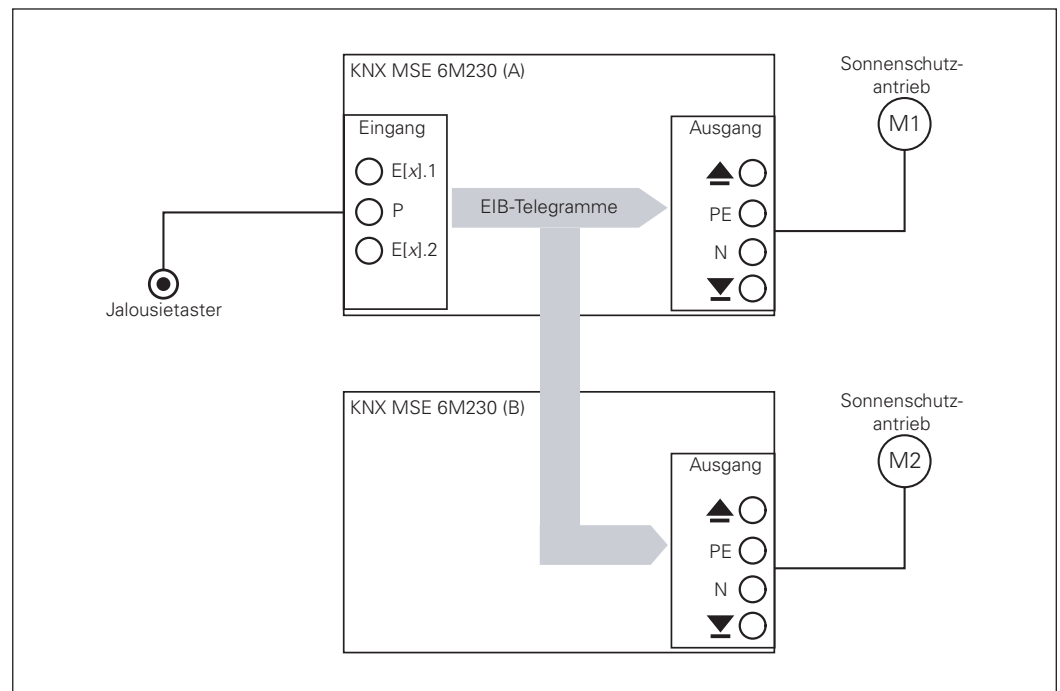 KNX MSE 6M230 (A)
Sonnenschutz-
antrieb
M1
Eingang
E[x].1
P
E[x].2
EIB-Telegramme
Ausgang
PE
N
Jalousietaster
KNX MSE 6M230 (B)
Sonnenschutz-
antrieb
M2
Ausgang
PE
N